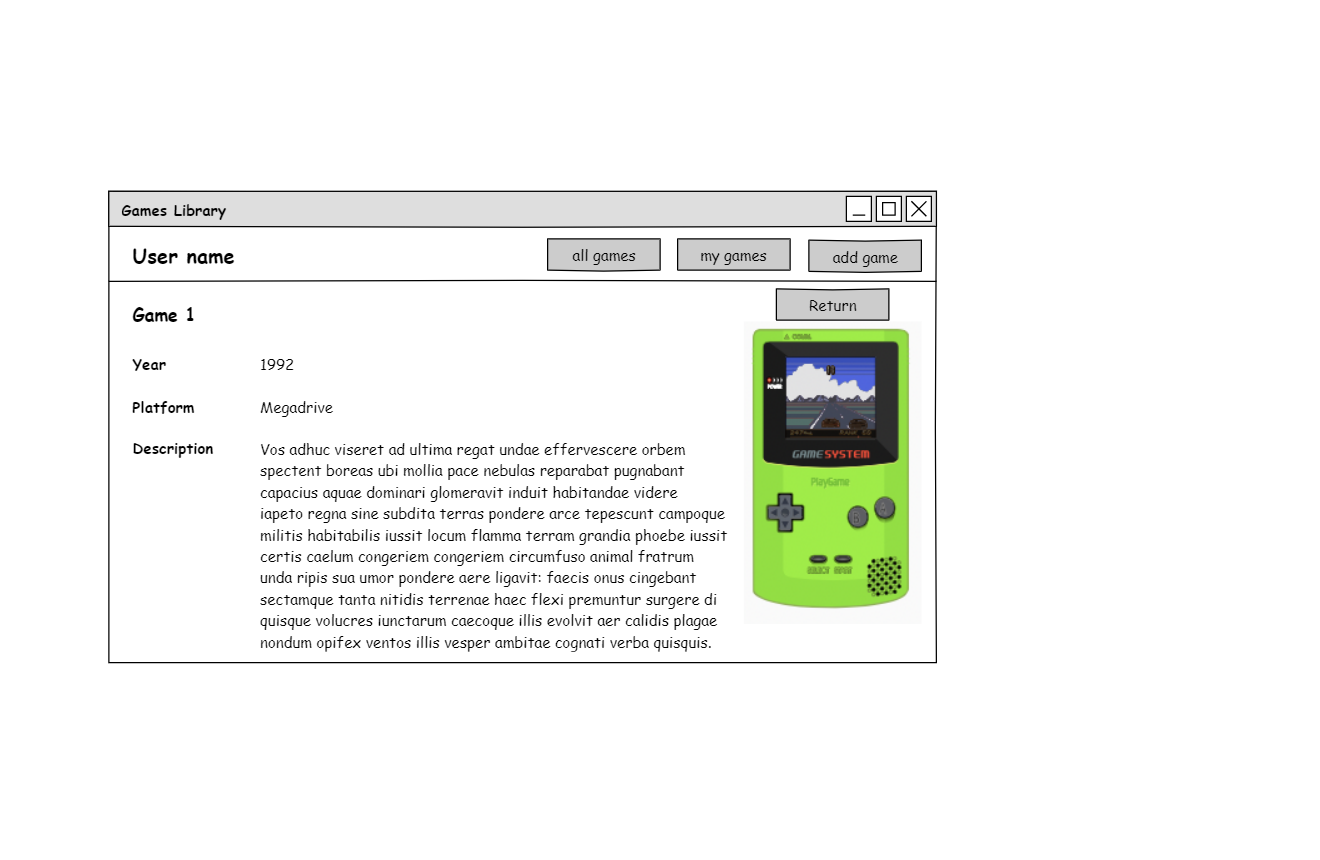 Games Library
User name
all games
my games
add game
Return
Game 1
Year
1992
Platform
Megadrive
Description
Vos adhuc viseret ad ultima regat undae effervescere orbem
spectent boreas ubi mollia pace nebulas reparabat pugnabant
capacius aquae dominari glomeravit induit habitandae videre
iapeto regna sine subdita terras pondere arce tepescunt campoque
militis habitabilis iussit locum flamma terram grandia phoebe iussit
certis caelum congeriem congeriem circumfuso animal fratrum
unda ripis sua umor pondere aere ligavit: faecis onus cingebant
sectamque tanta nitidis terrenae haec flexi premuntur surgere di
quisque volucres iunctarum caecoque illis evolvit aer calidis plagae
nondum opifex ventos illis vesper ambitae cognati verba quisquis.
POWER
GAME SYSTEM
PlayGame
B
A
SELECT START